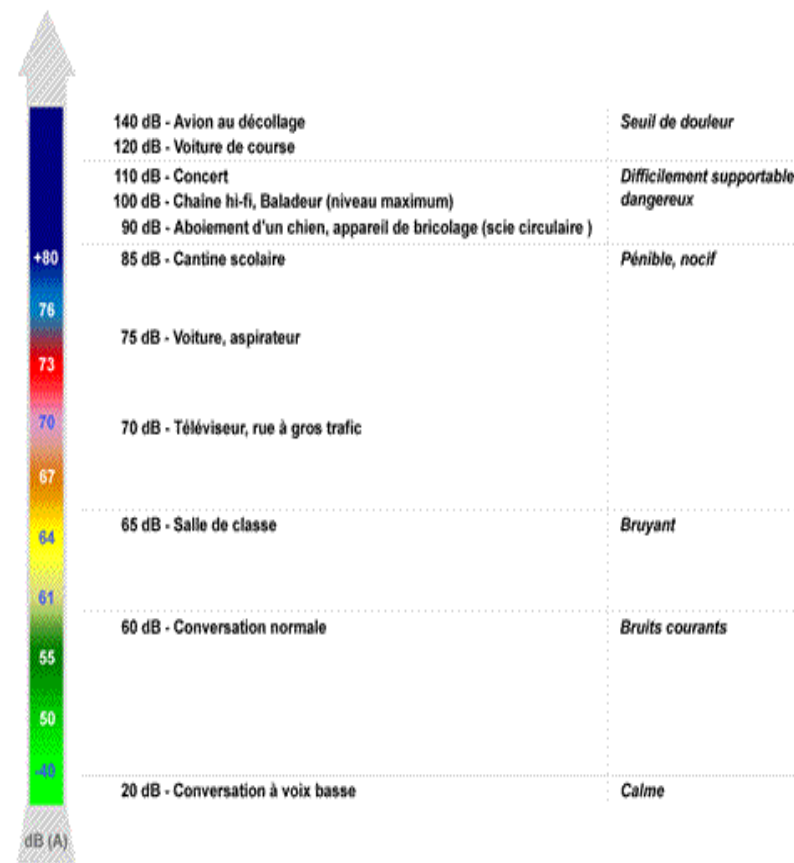 140 dB - Avion au décollage
Seuil de douleur
120 dB - Voiture de course
110 dB - Concert
Difficilement supportable
100 dB - Chaine hi-fi, Baladeur (niveau maximum)
dangereux
90 dB - Aboiement d'un chien, appareil de bricolage (scie circulaire )
+80
85 dB - Cantine scolaire
Pénible, nocif
76
75 dB - Voiture, aspirateur
73
70
70 dB - Téléviseur, rue à gros trafic
67
65 dB - Salle de classe
Bruyant
64
61
60 dB - Conversation normale
Bruits courants
55
50
-40
20 dB - Conversation à voix basse
Calme
dB (A)